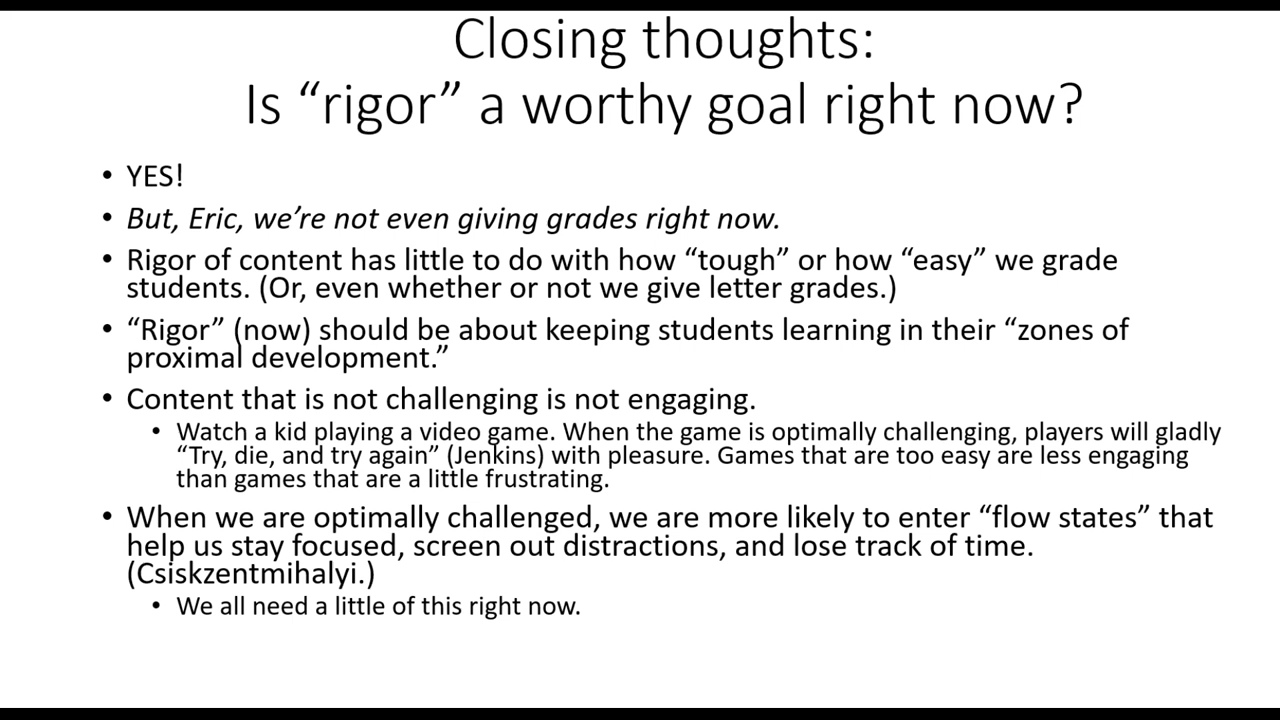 Closing thoughts:
Is “rigor” a worthy goal right now?
• YES!
• But, Eric, we’re not even giving grades right now.
• Rigor of content has little to do with how “tough” or how “easy” we grade
students. (Or, even whether or not we give letter grades.)
• “Rigor” (now) should be about keeping students learning in their “zones of
proximal development.”
• Content that is not challenging is not engaging.
• Watch a kid playing a video game. When the game is optimally challenging, players will gladly
“Try, die, and try again” (Jenkins) with pleasure. Games that are too easy are less engaging
than games that are a little frustrating.
• When we are optimally challenged, we are more likely to enter “flow states” that
help us stay focused, screen out distractions, and lose track of time.
(Csiskzentmihalyi.)
• We all need a little of this right now.